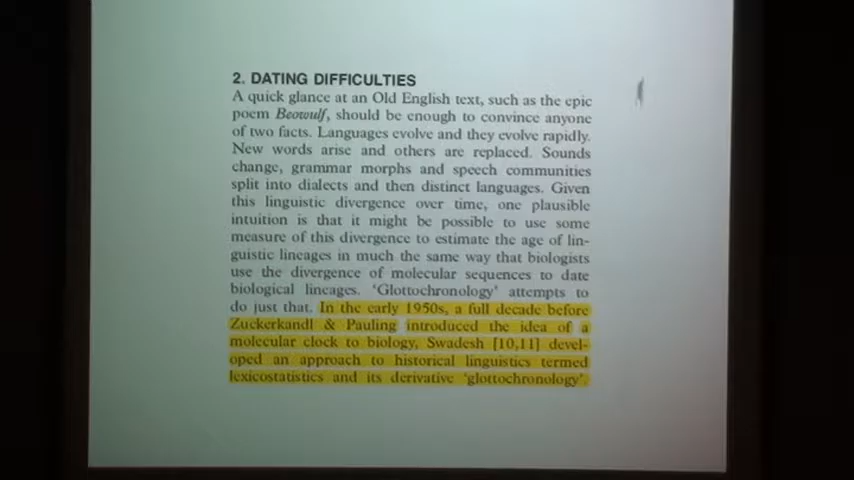 2. DATING DIFFICULTIES
A quick glance at an Old English text, such as the epic
poem Beowulf, should be enough to convince anyone
of two facts. Languages evolve and they evolve rapidly.
New words arise and others are replaced. Sounds
change, grammar morphs and speech communities
split into dialects and then distinct languages. Given
this linguistic divergence over time, one plausible
intuition is that it might be possible to use some
measure of this divergence to estimate the age of lin-
guistic lineages in much the same way that biologists
use the divergence of molecular sequences to date
biological lineages. ‘Glottochronology’ attempts to
do just that. In the early 1950s, a full decade before
Zuckerkandl & Pauling introduced the idea of a
molecular clock to biology, Swadesh [10,11] devel-
oped an approach to historical linguistics termed
lexicostatistics and its derivative ‘glottochronology’.